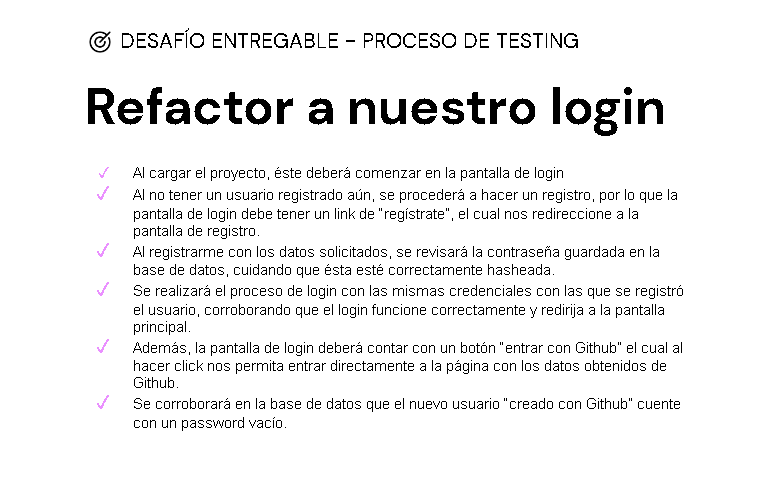 DESAFÍO ENTREGABLE – PROCESO DE TESTING
Refactor a nuestro login
✓ Al cargar el proyecto, éste deberá comenzar en la pantalla de login
✓ Al no tener un usuario registrado aún, se procederá a hacer un registro, por lo que la
pantalla de login debe tener un link de “regístrate”, el cual nos redireccione a la
pantalla de registro.
✓ Al registrarme con los datos solicitados, se revisará la contraseña guardada en la
base de datos, cuidando que ésta esté correctamente hasheada.
✓ Se realizará el proceso de login con las mismas credenciales con las que se registró
el usuario, corroborando que el login funcione correctamente y redirija a la pantalla
principal.
✓ Además, la pantalla de login deberá contar con un botón “entrar con Github” el cual al
hacer click nos permita entrar directamente a la página con los datos obtenidos de
Github.
✓ Se corroborará en la base de datos que el nuevo usuario “creado con Github” cuente
con un password vacío.